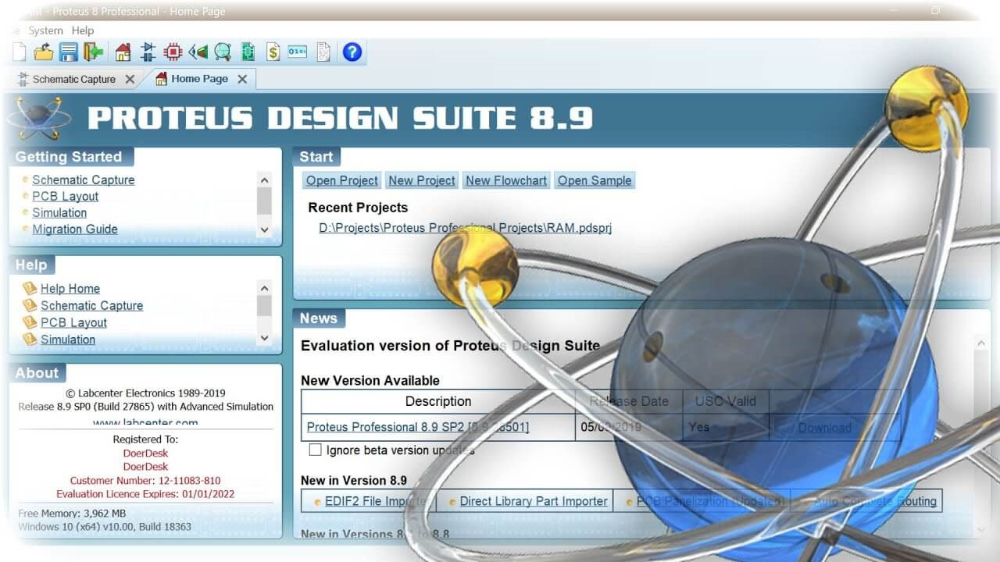 AM - Proteus 8 Professional - Home Page
System Help
Schematic Capture Home Page
PROTEUS DESIGN SUITE 8.9
Getting Started
Schematic Capture
PCB Layout
Simulation
Migration Guide
Start
Open Project New Project New Flowchart Open Sample
Recent Projects
D:\Projects\Proteus Professional Projects\RAM.pdsprj
Help
Help Home
Schematic Capture
PCB Layout
Simulation
News
Evaluation version of Proteus Design Suite
New Version Available
Description Release Date USC Valid
Proteus Professional 8.9 SP2 [8.9.28501] 05/0 /2019 Yes Download
Ignore beta version updates
New in Version 8.9
EDIF2 File Importer Direct Library Part Importer PCB Panelization (Updated) Auto Complete Routing
New in Versions 8.1 to 8.8
About
© Labcenter Electronics 1989-2019
Release 8.9 SP0 (Build 27865) with Advanced Simulation
www.labcenter.com
Registered To:
DoerDesk
DoerDesk
Customer Number: 12-11083-810
Evaluation Licence Expires: 01/01/2022
Free Memory: 3,962 MB
Windows 10 (x64) v10.00, Build 18363